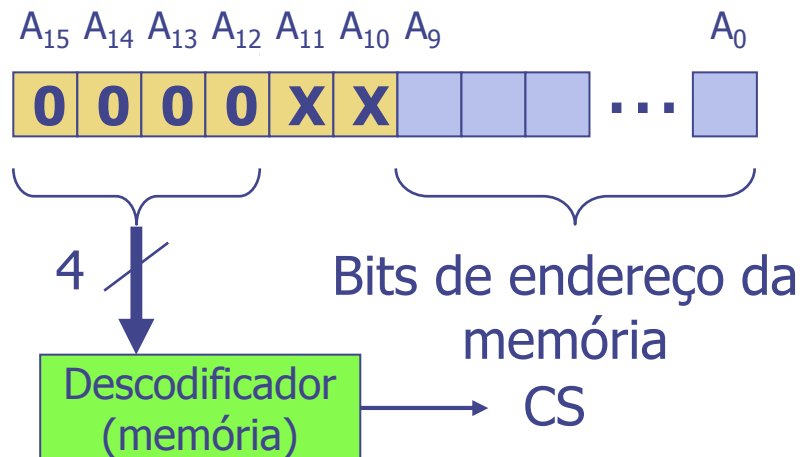 A15 A14 A13 A12 A11 A10 A9 A0
0 0 0 0 X X ...
4
Bits de endereço da
memória
Descodificador
(memória)
CS